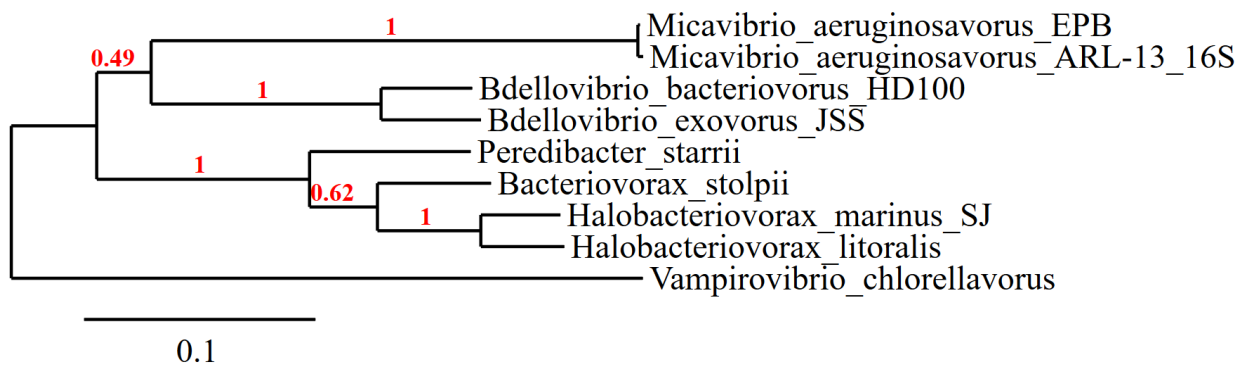 1
Micavibrio_aeruginosavorus_EPB
0.49
Micavibrio_aeruginosavorus_ARL-13_16S
1
Bdellovibrio_bacteriovorus_HD100
Bdellovibrio_exovorus_JSS
1
Peredibacter_starrii
0.62
Bacteriovorax_stolpii
1
Halobacteriovorax_marinus_SJ
Halobacteriovorax_litoralis
Vampirovibrio_chlorellavorus
0.1